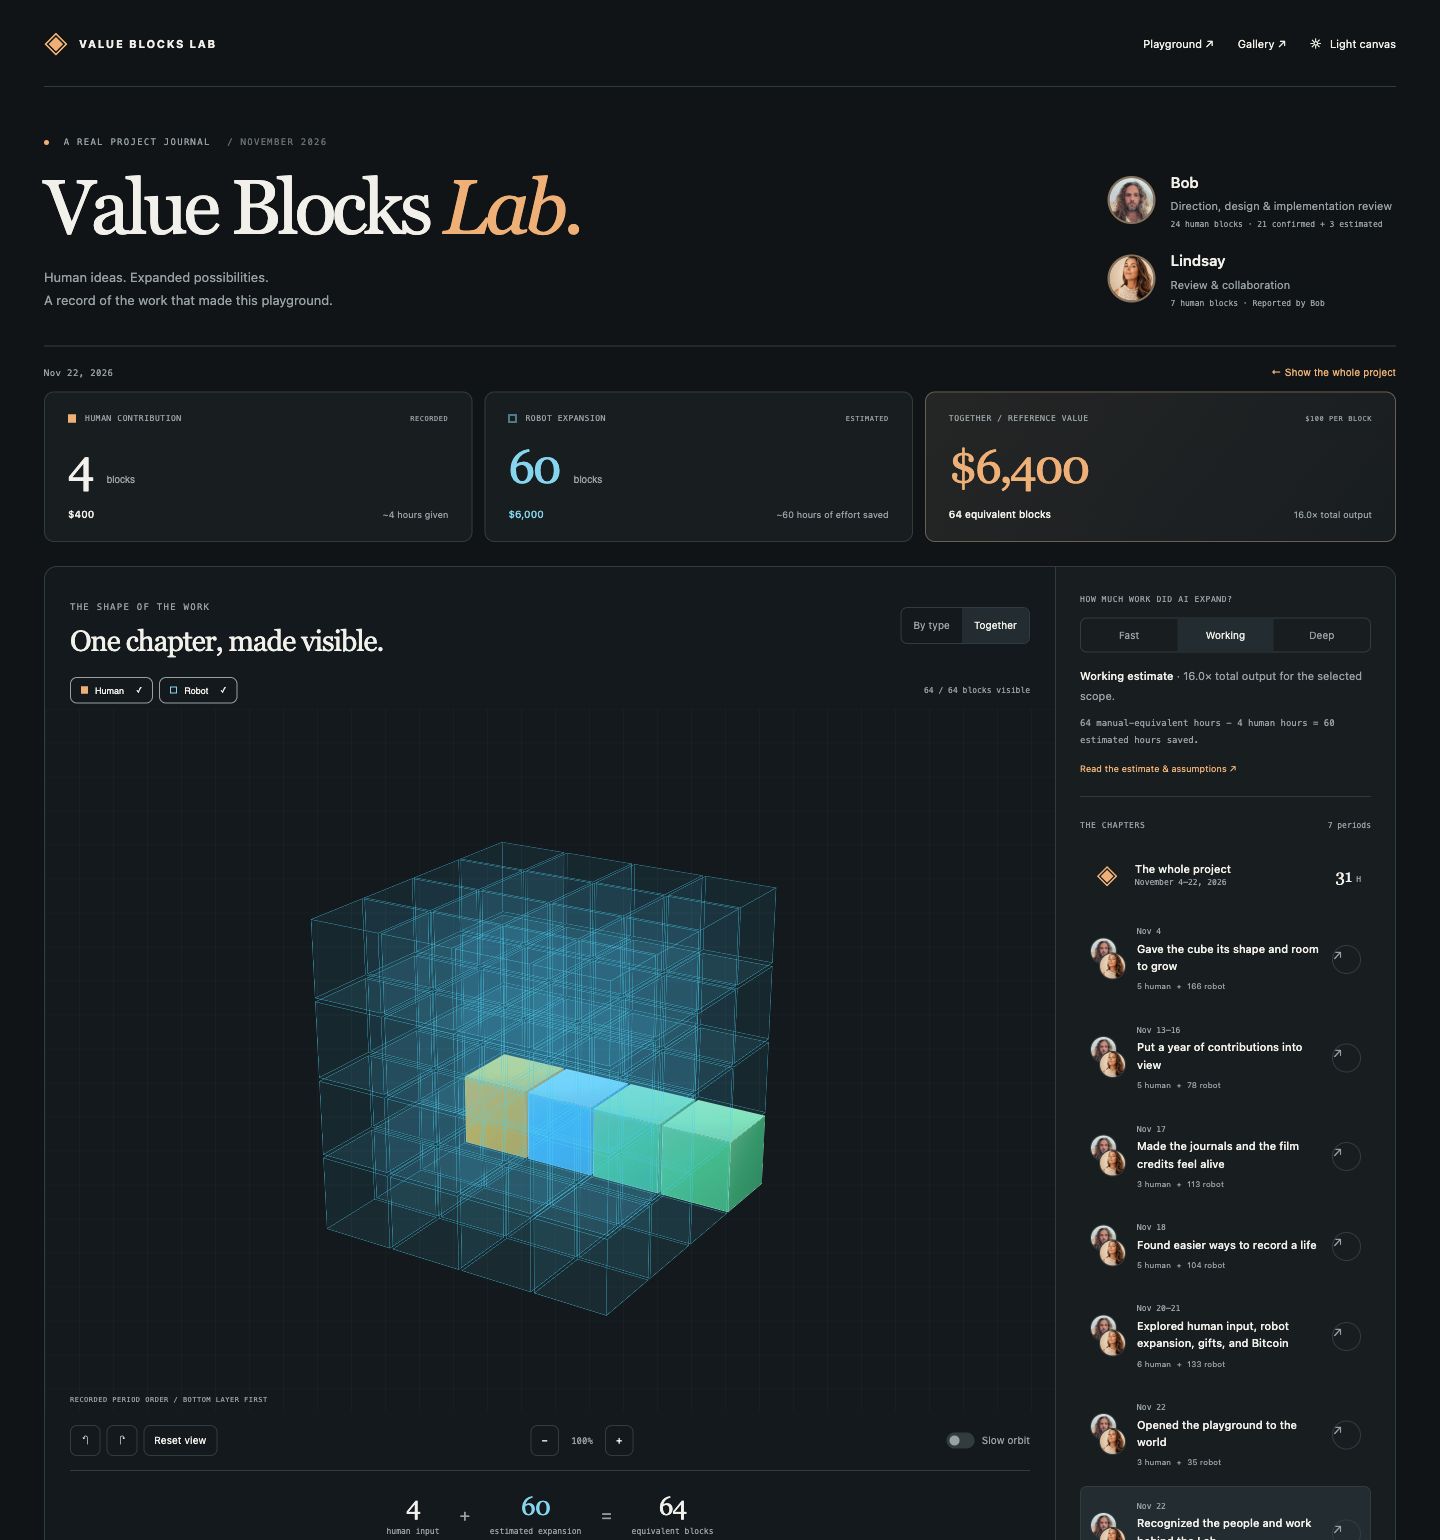 VALUE BLOCKS LAB
Playground ↗
Gallery ↗
Light canvas
A REAL PROJECT JOURNAL / NOVEMBER 2026
Value Blocks Lab.
Human ideas. Expanded possibilities.
A record of the work that made this playground.
Bob
Direction, design & implementation review
24 human blocks · 21 confirmed + 3 estimated
Lindsay
Review & collaboration
7 human blocks · Reported by Bob
Nov 22, 2026
← Show the whole project
HUMAN CONTRIBUTION
RECORDED
4 blocks
$400
~4 hours given
ROBOT EXPANSION
ESTIMATED
60 blocks
$6,000
~60 hours of effort saved
TOGETHER / REFERENCE VALUE
$100 PER BLOCK
$6,400
64 equivalent blocks
16.0× total output
THE SHAPE OF THE WORK
One chapter, made visible.
By type
Together
Human ✓
Robot ✓
64 / 64 blocks visible
RECORDED PERIOD ORDER / BOTTOM LAYER FIRST
Reset view
−
100%
+
Slow orbit
4 + 60 = 64
human input
estimated expansion
equivalent blocks
HOW MUCH WORK DID AI EXPAND?
Fast
Working
Deep
Working estimate · 16.0× total output for the selected
scope.
64 manual-equivalent hours − 4 human hours = 60
estimated hours saved.
Read the estimate & assumptions ↗
THE CHAPTERS
7 periods
The whole project
November 4–22, 2026
31 H
Nov 4
Gave the cube its shape and room
to grow
5 human + 166 robot
Nov 13–16
Put a year of contributions into
view
5 human + 78 robot
Nov 17
Made the journals and the film
credits feel alive
3 human + 113 robot
Nov 18
Found easier ways to record a life
5 human + 104 robot
Nov 20–21
Explored human input, robot
expansion, gifts, and Bitcoin
6 human + 133 robot
Nov 22
Opened the playground to the
world
3 human + 35 robot
Nov 22
Recognized the people and work
behind the Lab